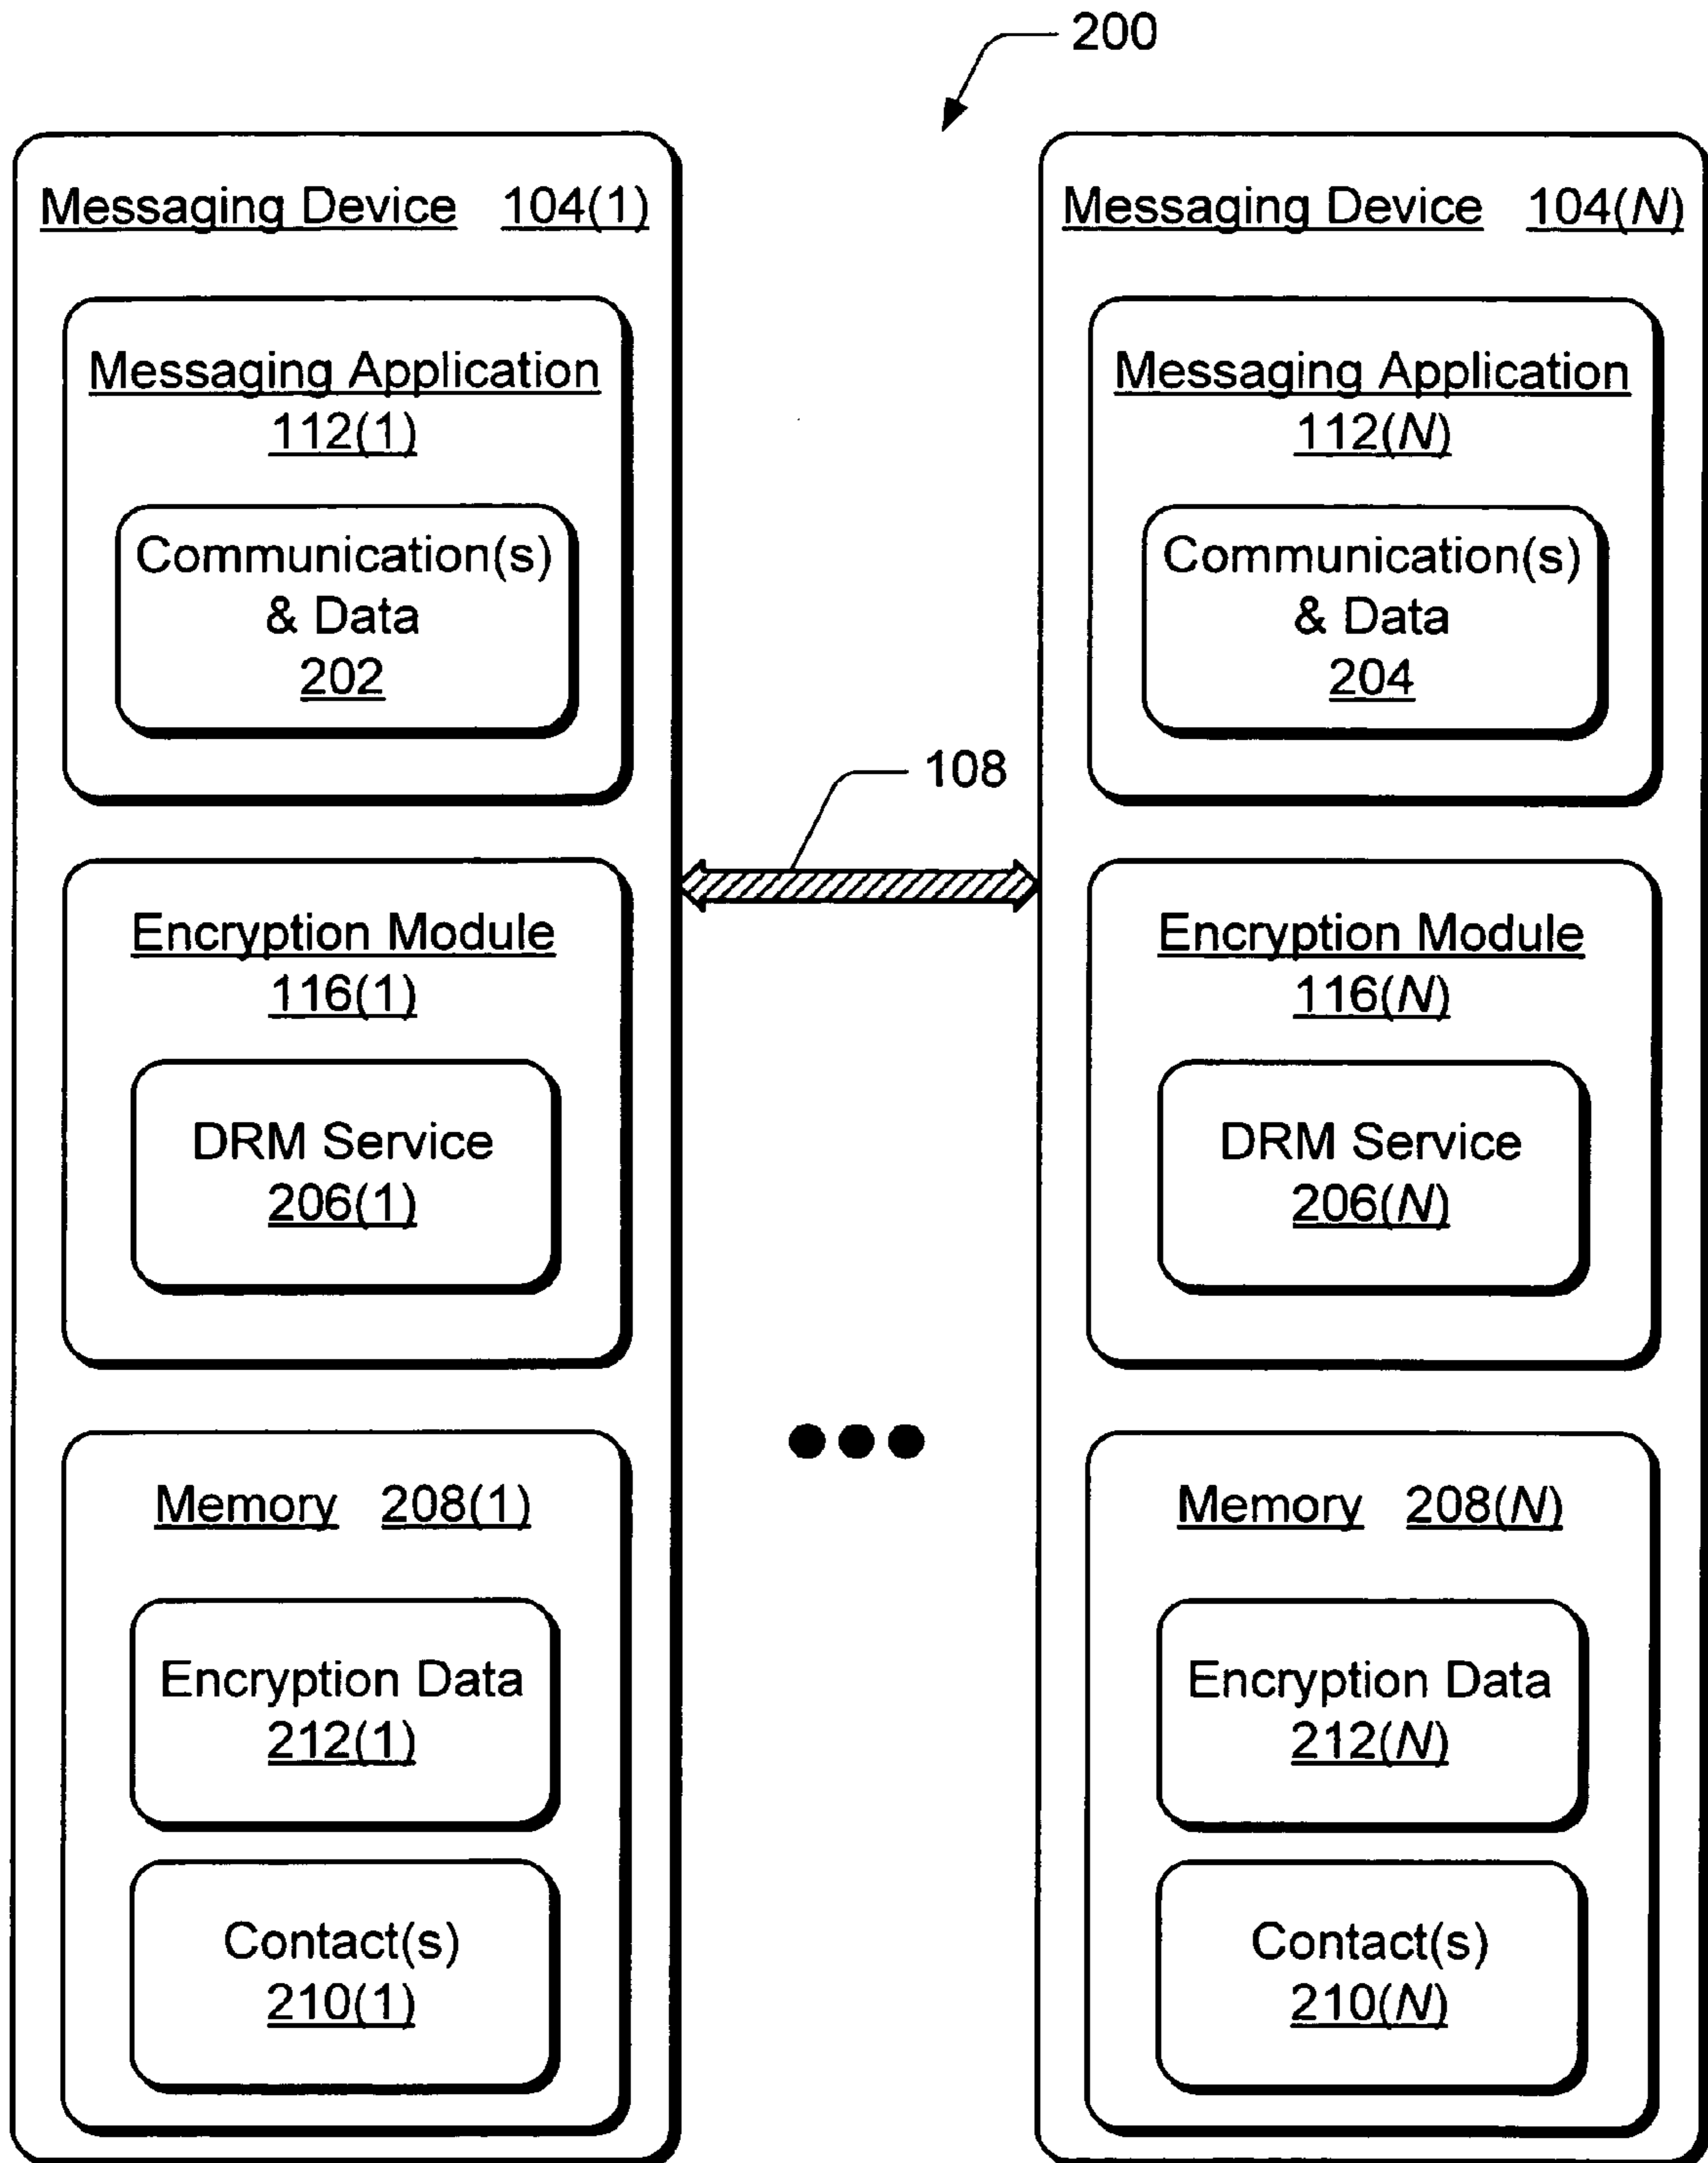 200
Messaging Device 104(1)
Messaging Application
112(1)
Communication(s)
& Data
202
Encryption Module
116(1)
DRM Service
206(1)
Memory 208(1)
Encryption Data
212(1)
Contact(s)
210(1)
108
Messaging Device 104(N)
Messaging Application
112(N)
Communication(s)
& Data
204
Encryption Module
116(N)
DRM Service
206(N)
Memory 208(N)
Encryption Data
212(N)
Contact(s)
210(N)